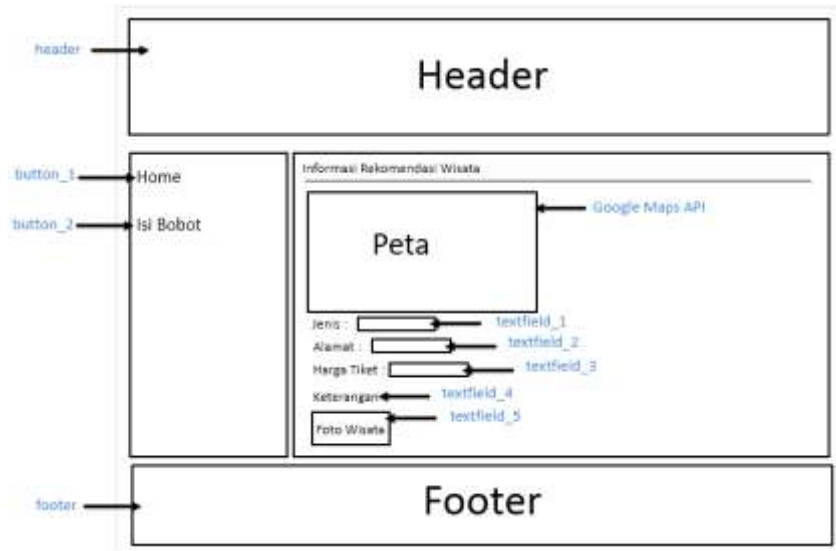 header
Header
button_1
Home
Informasi Rekomendasi Wisata
Google Maps API
button_2
Isi Bobot
Peta
Jenis :
textfield_1
Alamat :
textfield_2
Harga Tiket :
textfield_3
Keterangan
textfield_4
textfield_5
Foto Wisata
footer
Footer